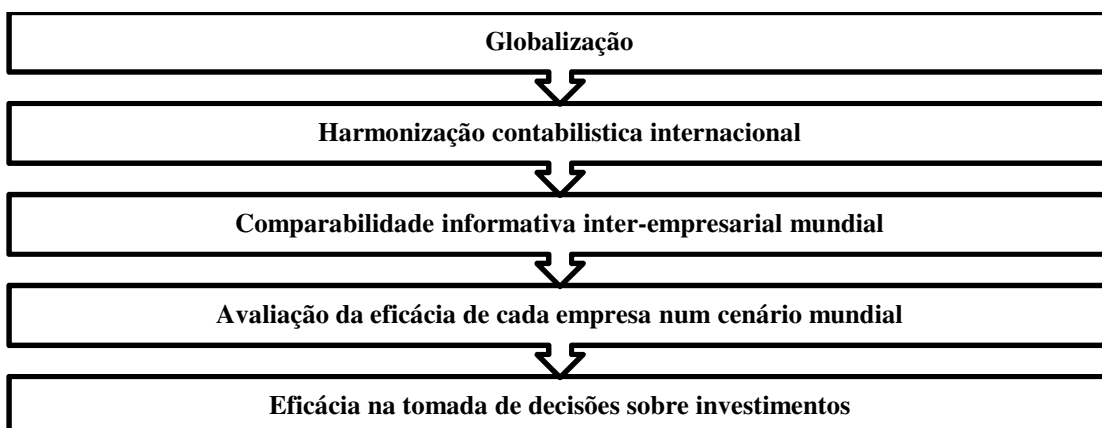 Globalização
Harmonização contabilistica internacional
Comparabilidade informativa inter-empresarial mundial
Avaliação da eficácia de cada empresa num cenário mundial
Eficácia na tomada de decisões sobre investimentos